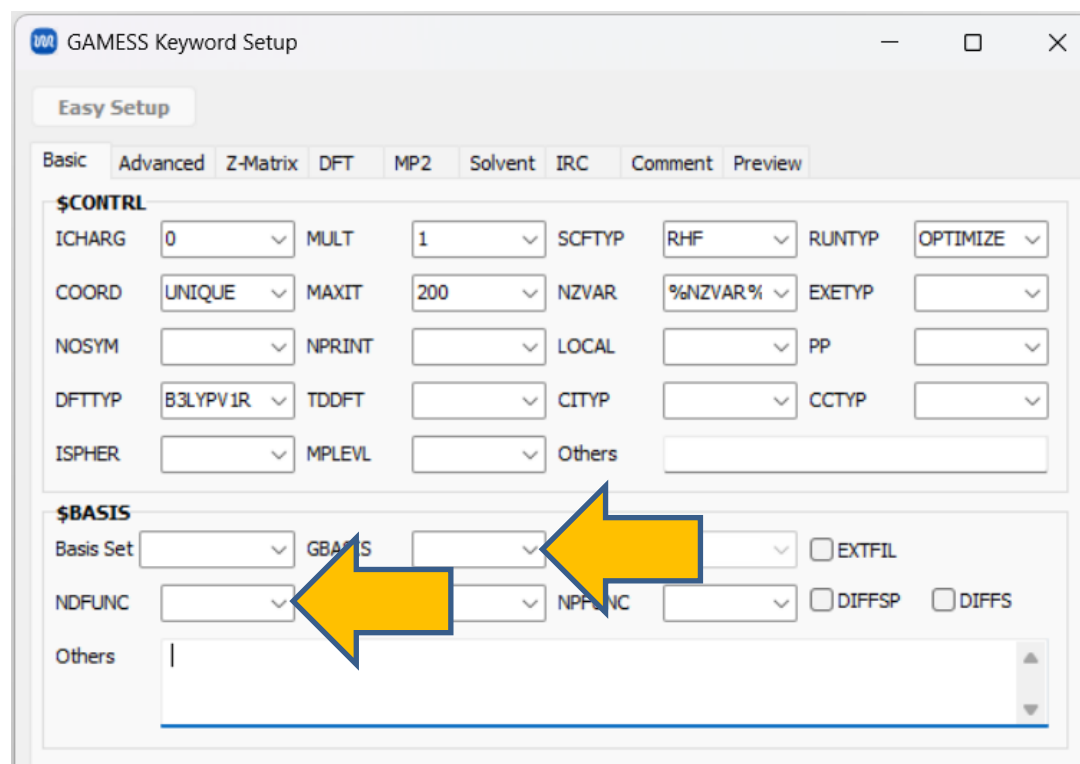 GAMESS Keyword Setup
Easy Setup
Basic Advanced Z-Matrix DFT MP2 Solvent IRC Comment Preview
$CONTRL
ICHARG 0 MULT 1 SCFTYP RHF RUNTYP OPTIMIZE
COORD UNIQUE MAXIT 200 NZVAR %NZVAR% EXETYP
NOSYM NPRINT LOCAL PP
DFTTYP B3LYPV1R TDDFT CITYP CCTYP
ISPHER MPLEVL Others
$BASIS
Basis Set GBASIS EXTFIL
NDFUNC NPFUNC DIFFSP DIFFS
Others